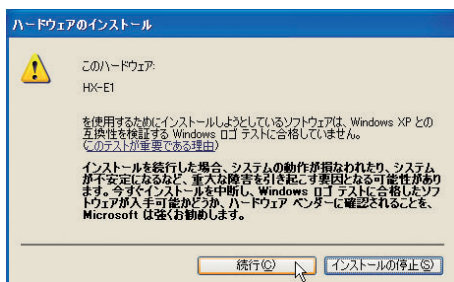 ハードウェアのインストール
このハードウェア:
HX-E1
を使用するためにインストールしようとしているソフトウェアは、Windows XP との
互換性を検証する Windows ロゴ テストに合格していません。
(このテストが重要である理由)
インストールを続行した場合、システムの動作が損なわれたり、システム
が不安定になるなど、重大な障害を引き起こす要因となる可能性があり
ます。今すぐインストールを中断し、Windows ロゴ テストに合格したソフ
トウェアが入手可能かどうか、ハードウェア ベンダーに確認されることを、
Microsoft は強くお勧めします。
続行(C)
インストールの停止(S)